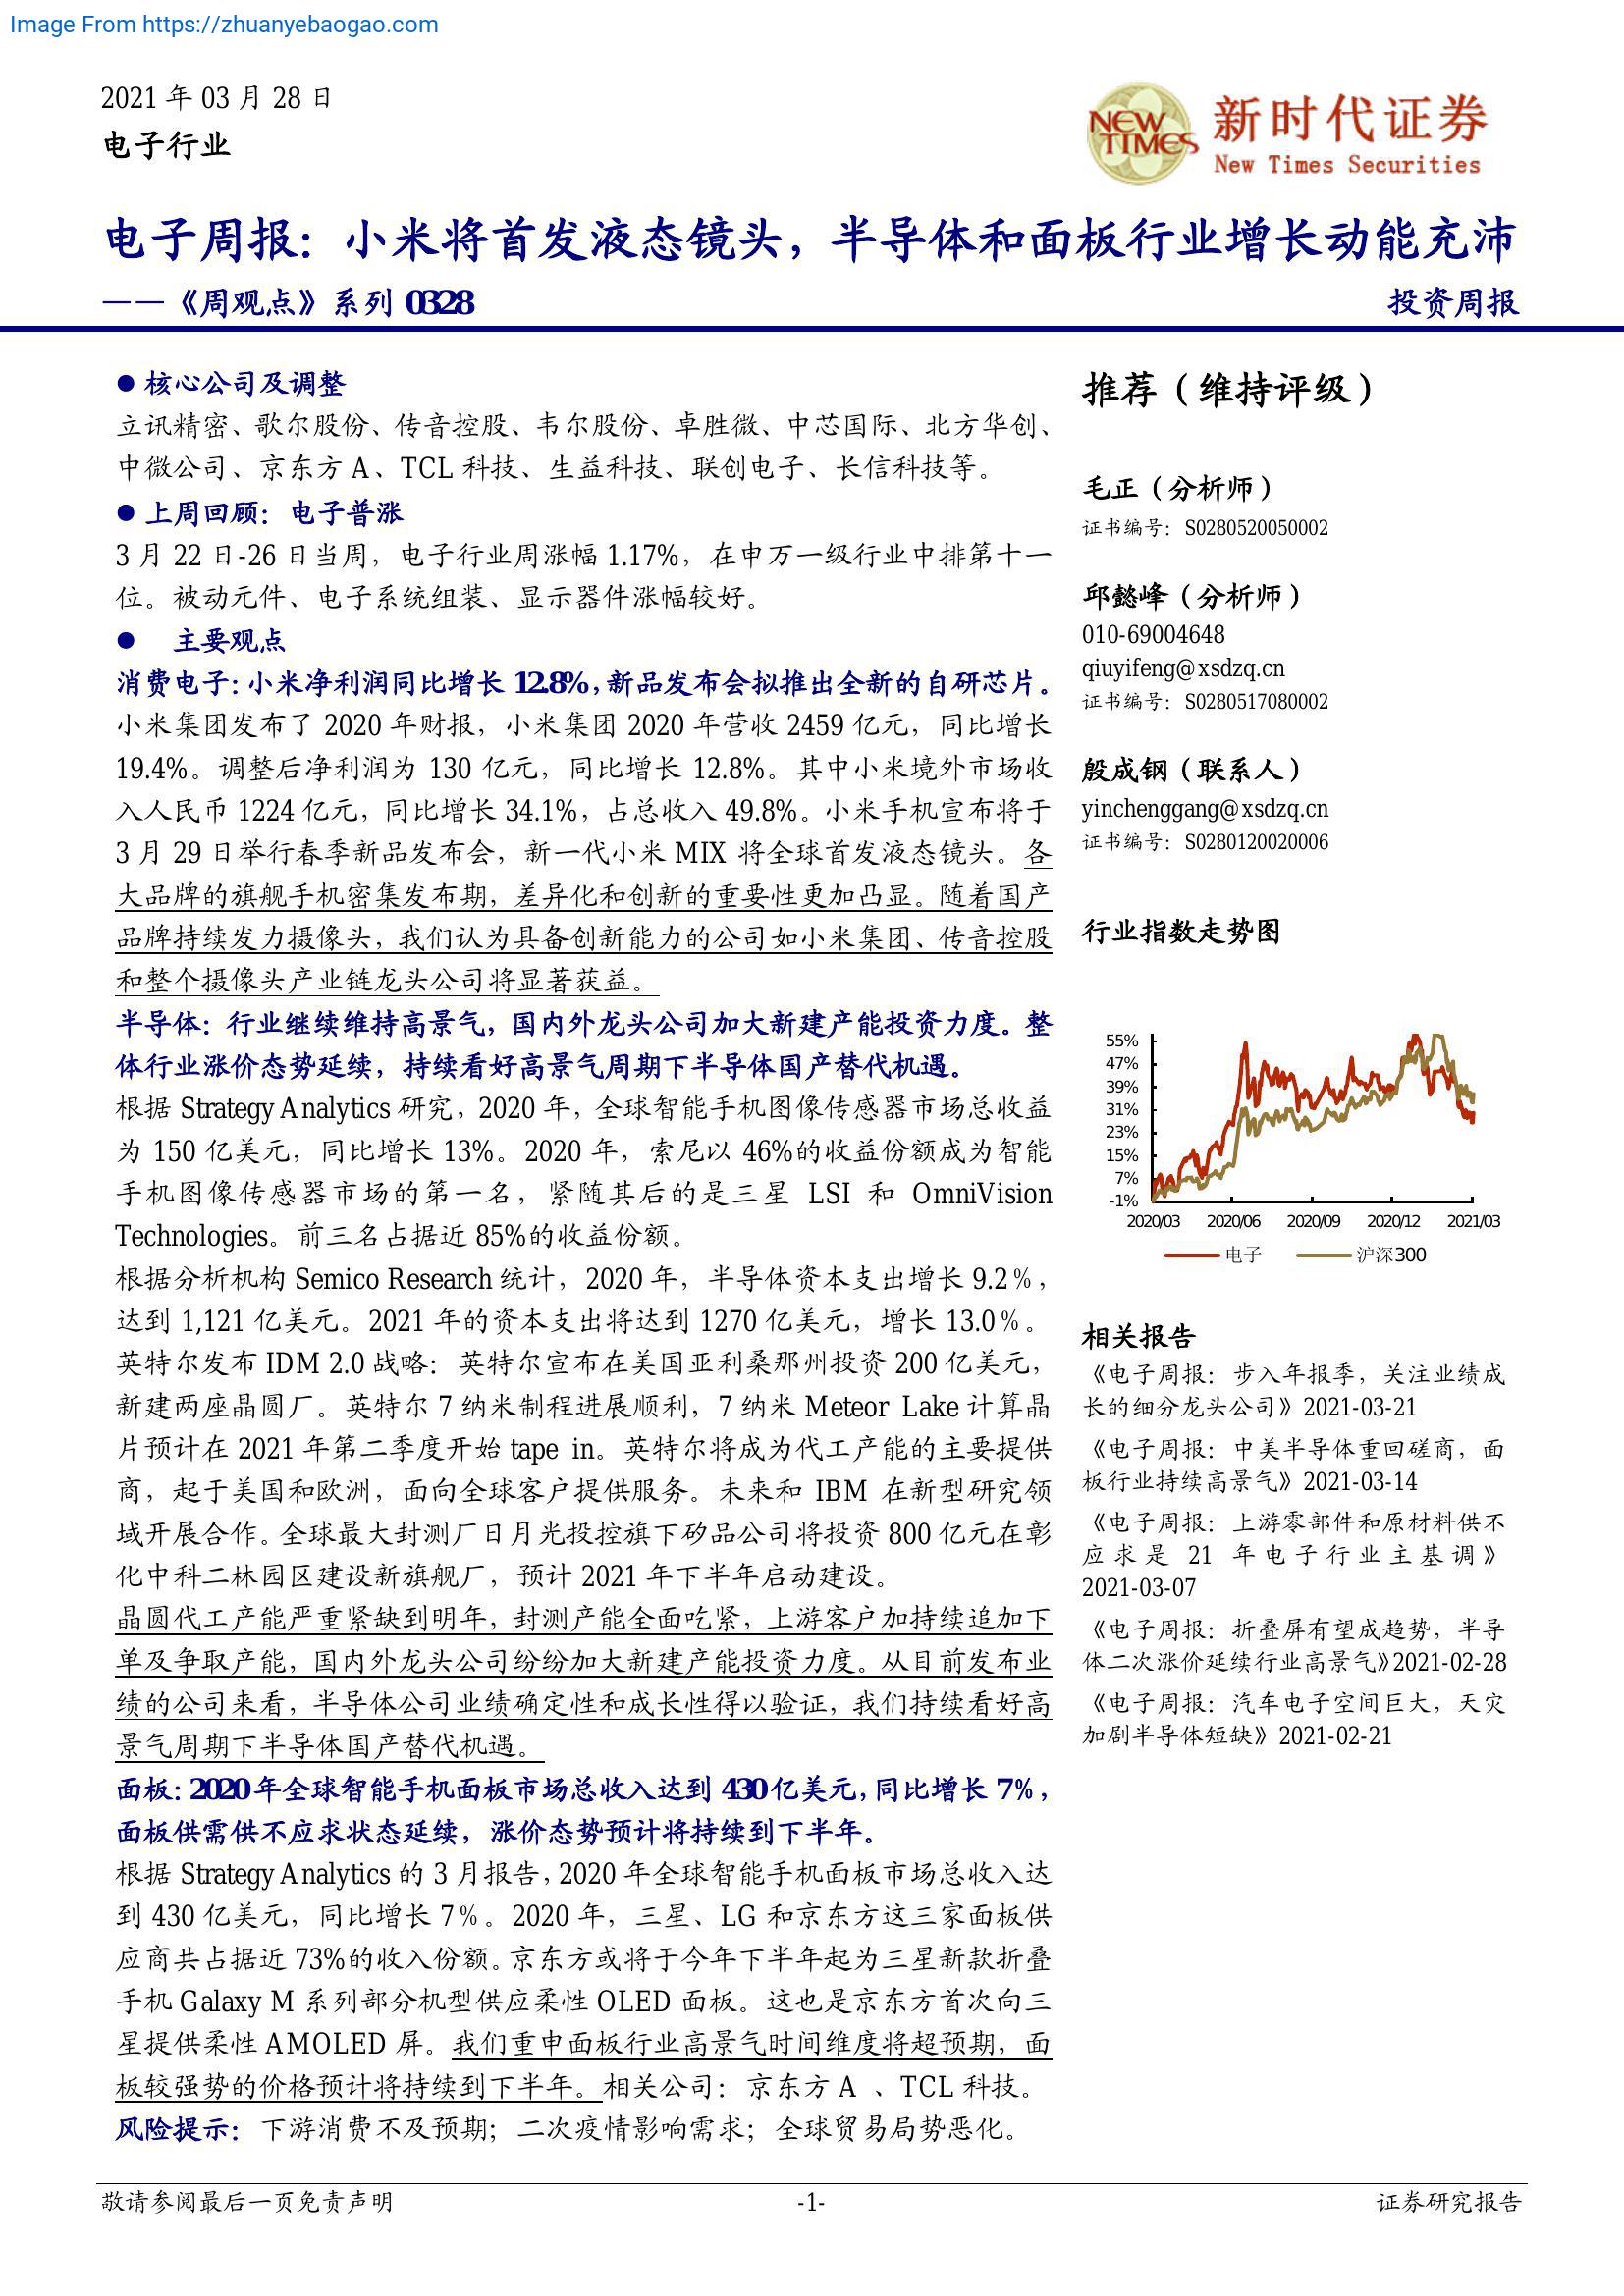 Image From https://zhuanyebaogao.com
2021 年 03 月 28 日
电子行业
NEW TIMES
新时代证券
New Times Securities
电子周报：小米将首发液态镜头，半导体和面板行业增长动能充沛
——《周观点》系列 0328
投资周报
● 核心公司及调整
立讯精密、歌尔股份、传音控股、韦尔股份、卓胜微、中芯国际、北方华创、
中微公司、京东方 A、TCL 科技、生益科技、联创电子、长信科技等。
● 上周回顾：电子普涨
3 月 22 日-26 日当周，电子行业周涨幅 1.17%，在申万一级行业中排第十一
位。被动元件、电子系统组装、显示器件涨幅较好。
● 主要观点
消费电子：小米净利润同比增长 12.8%，新品发布会拟推出全新的自研芯片。
小米集团发布了 2020 年财报，小米集团 2020 年营收 2459 亿元，同比增长
19.4%。调整后净利润为 130 亿元，同比增长 12.8%。其中小米境外市场收
入人民币 1224 亿元，同比增长 34.1%，占总收入 49.8%。小米手机宣布将于
3 月 29 日举行春季新品发布会，新一代小米 MIX 将全球首发液态镜头。各
大品牌的旗舰手机密集发布期，差异化和创新的重要性更加凸显。随着国产
品牌持续发力摄像头，我们认为具备创新能力的公司如小米集团、传音控股
和整个摄像头产业链龙头公司将显著获益。
半导体：行业继续维持高景气，国内外龙头公司加大新建产能投资力度。整
体行业涨价态势延续，持续看好高景气周期下半导体国产替代机遇。
根据 Strategy Analytics 研究，2020 年，全球智能手机图像传感器市场总收益
为 150 亿美元，同比增长 13%。2020 年，索尼以 46%的收益份额成为智能
手机图像传感器市场的第一名，紧随其后的是三星 LSI 和 OmniVision
Technologies。前三名占据近 85%的收益份额。
根据分析机构 Semico Research 统计，2020 年，半导体资本支出增长 9.2％，
达到 1,121 亿美元。2021 年的资本支出将达到 1270 亿美元，增长 13.0％。
英特尔发布 IDM 2.0 战略：英特尔宣布在美国亚利桑那州投资 200 亿美元，
新建两座晶圆厂。英特尔 7 纳米制程进展顺利，7 纳米 Meteor Lake 计算晶
片预计在 2021 年第二季度开始 tape in。英特尔将成为代工产能的主要提供
商，起于美国和欧洲，面向全球客户提供服务。未来和 IBM 在新型研究领
域开展合作。全球最大封测厂日月光投控旗下矽品公司将投资 800 亿元在彰
化中科二林园区建设新旗舰厂，预计 2021 年下半年启动建设。
晶圆代工产能严重紧缺到明年，封测产能全面吃紧，上游客户加持续追加下
单及争取产能，国内外龙头公司纷纷加大新建产能投资力度。从目前发布业
绩的公司来看，半导体公司业绩确定性和成长性得以验证，我们持续看好高
景气周期下半导体国产替代机遇。
面板：2020 年全球智能手机面板市场总收入达到 430 亿美元，同比增长 7％，
面板供需供不应求状态延续，涨价态势预计将持续到下半年。
根据 Strategy Analytics 的 3 月报告，2020 年全球智能手机面板市场总收入达
到 430 亿美元，同比增长 7％。2020 年，三星、LG 和京东方这三家面板供
应商共占据近 73%的收入份额。京东方或将于今年下半年起为三星新款折叠
手机 Galaxy M 系列部分机型供应柔性 OLED 面板。这也是京东方首次向三
星提供柔性 AMOLED 屏。我们重申面板行业高景气时间维度将超预期，面
板较强势的价格预计将持续到下半年。相关公司：京东方 A 、TCL 科技。
风险提示：下游消费不及预期；二次疫情影响需求；全球贸易局势恶化。
推荐（维持评级）
毛正（分析师）
证书编号：S0280520050002
邱懿峰（分析师）
010-69004648
qiuyifeng@xsdzq.cn
证书编号：S0280517080002
殷成钢（联系人）
yinchenggang@xsdzq.cn
证书编号：S0280120020006
行业指数走势图
55%
47%
39%
31%
23%
15%
7%
-1%
2020/03 2020/06 2020/09 2020/12 2021/03
电子 沪深300
相关报告
《电子周报：步入年报季，关注业绩成
长的细分龙头公司》2021-03-21
《电子周报：中美半导体重回磋商，面
板行业持续高景气》2021-03-14
《电子周报：上游零部件和原材料供不
应求是 21 年电子行业主基调》
2021-03-07
《电子周报：折叠屏有望成趋势，半导
体二次涨价延续行业高景气》2021-02-28
《电子周报：汽车电子空间巨大，天灾
加剧半导体短缺》2021-02-21
敬请参阅最后一页免责声明
-1-
证券研究报告